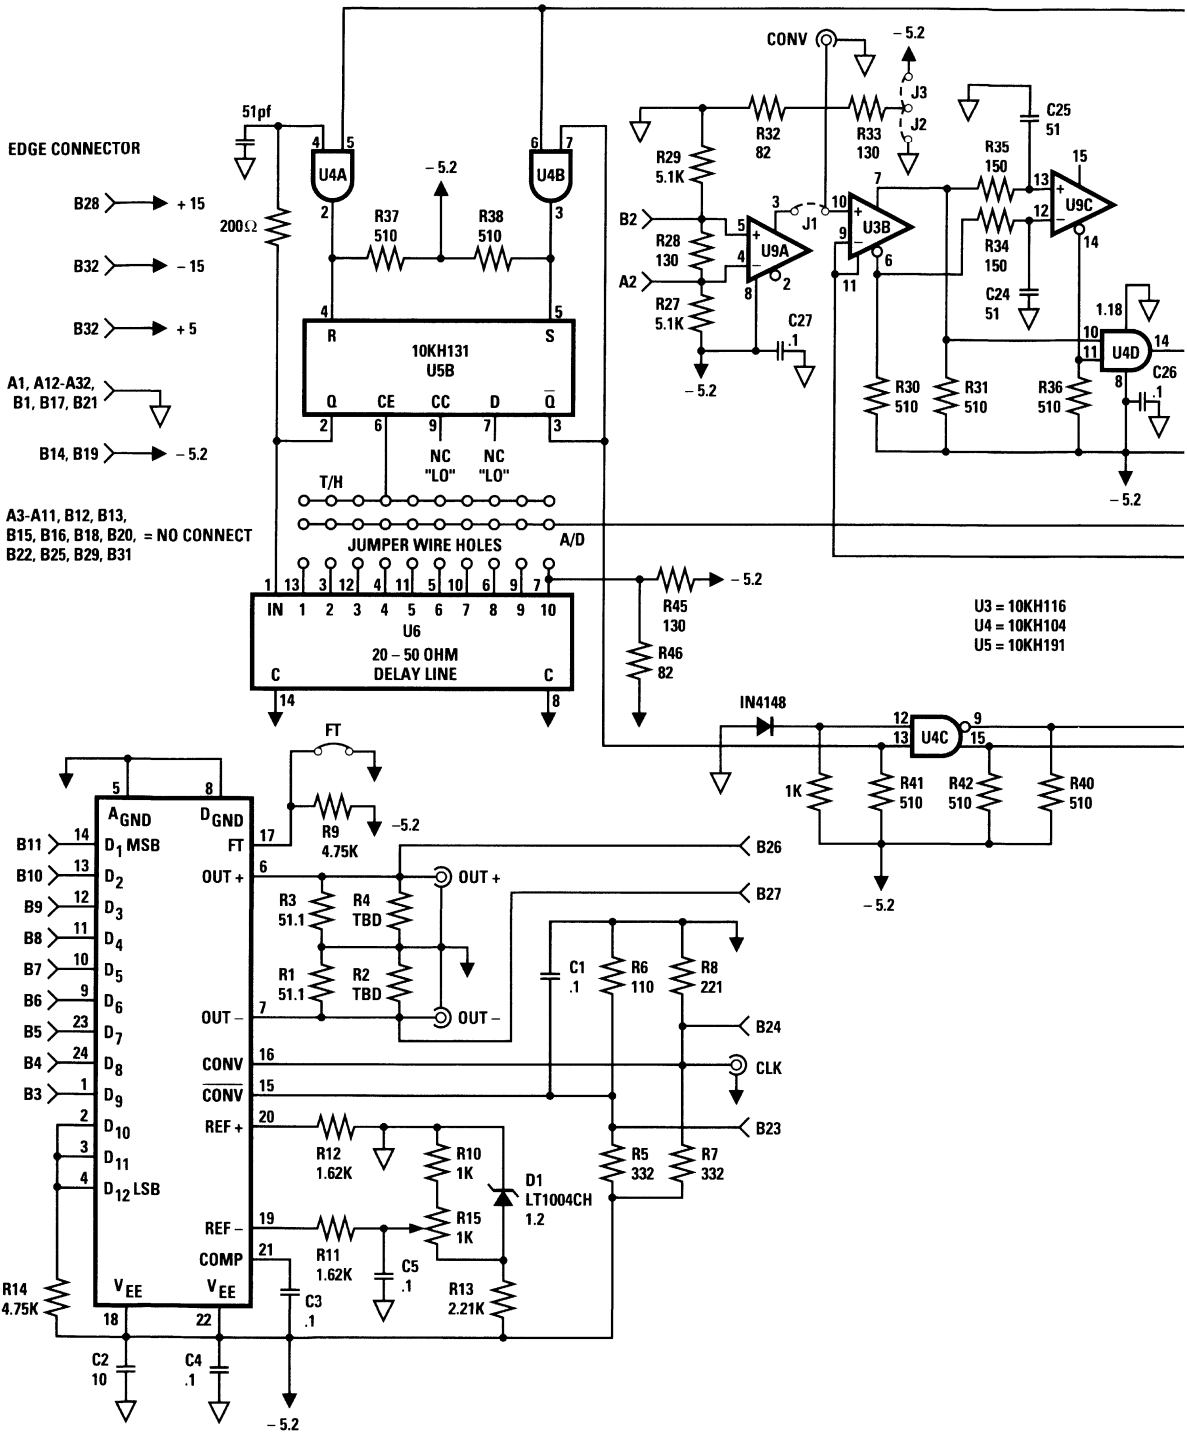 CONV
– 5.2
J3
J2
51pf
4
5
U4A
2
6
7
U4B
3
– 5.2
R37
510
R38
510
200Ω
EDGE CONNECTOR
B28
+ 15
B32
– 15
B32
+ 5
A1, A12-A32,
B1, B17, B21
B14, B19
– 5.2
A3-A11, B12, B13,
B15, B16, B18, B20, = NO CONNECT
B22, B25, B29, B31
R32
82
R33
130
R29
5.1K
B2
R28
130
A2
R27
5.1K
– 5.2
5
+
4
–
U9A
3
2
8
J1
C27
.1
10
+
9
–
U3B
7
6
11
R35
150
R34
150
C25
51
C24
51
13
+
12
–
U9C
15
14
1.18
10
11
U4D
14
8
C26
.1
R30
510
R31
510
R36
510
– 5.2
4
5
R
S
10KH131
U5B
Q
CE
CC
D
Q
2
6
9
7
3
NC
"LO"
NC
"LO"
T/H
JUMPER WIRE HOLES
A/D
1 13 3 12 4 11 5 10 6 9 7
IN 1 2 3 4 5 6 7 8 9 10
U6
20 – 50 OHM
DELAY LINE
C
C
14
8
R45
130
– 5.2
R46
82
U3 = 10KH116
U4 = 10KH104
U5 = 10KH191
IN4148
12
13
U4C
9
15
1K
R41
510
R42
510
R40
510
– 5.2
FT
R9
4.75K
–5.2
5
8
A GND
D GND
B11
14
D1 MSB
B10
13
D2
B9
12
D3
B8
11
D4
B7
10
D5
B6
9
D6
B5
23
D7
B4
24
D8
B3
1
D9
2
D10
3
D11
4
D12 LSB
FT
17
OUT +
6
OUT –
7
CONV
16
CONV
15
REF +
20
REF –
19
COMP
21
VEE
VEE
18
22
R3
51.1
R4
TBD
R1
51.1
R2
TBD
OUT +
OUT –
B26
B27
C1
.1
R6
110
R8
221
B24
CLK
B23
R5
332
R7
332
R12
1.62K
R10
1K
D1
LT1004CH
1.2
R15
1K
R11
1.62K
C5
.1
R13
2.21K
C3
.1
R14
4.75K
C2
10
C4
.1
– 5.2